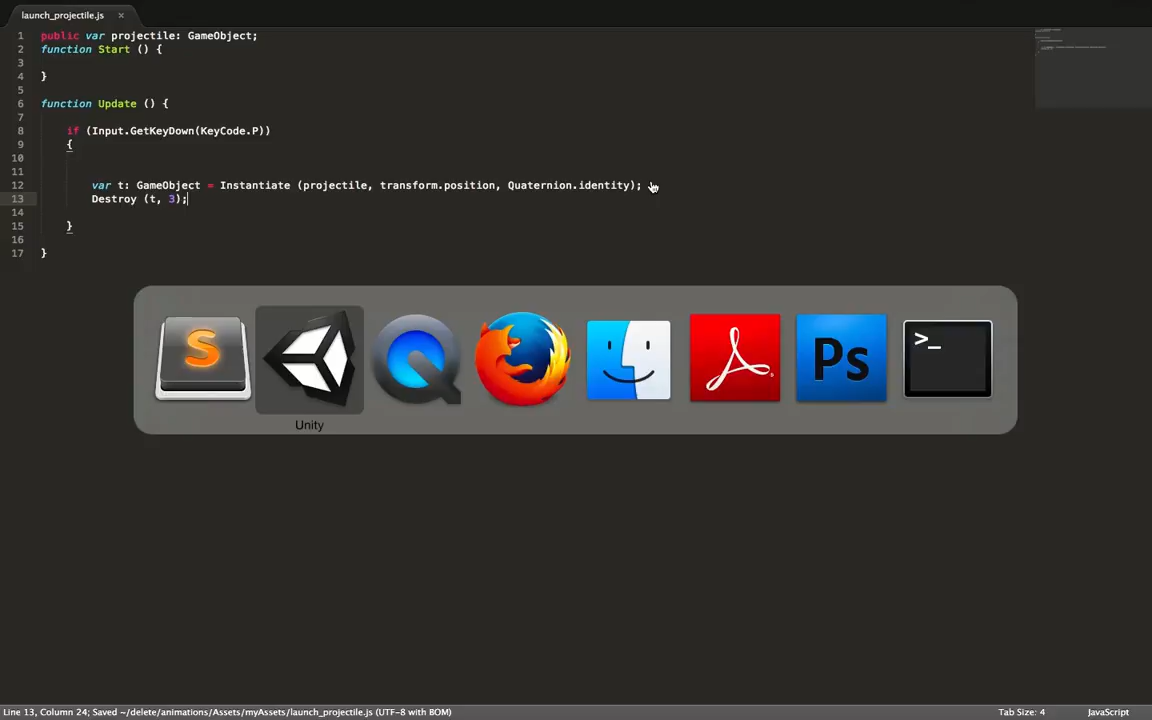 launch_projectile.js ×
1 public var projectile: GameObject;
2 function Start () {
3
4 }
5
6 function Update () {
7
8 if (Input.GetKeyDown(KeyCode.P))
9 {
10
11
12 var t: GameObject = Instantiate (projectile, transform.position, Quaternion.identity);
13 Destroy (t, 3);
14
15 }
16
17 }
S
>_
Ps
Unity
Line 13, Column 24; Saved ~/delete/animations/Assets/myAssets/launch_projectile.js (UTF-8 with BOM) Tab Size: 4 JavaScript